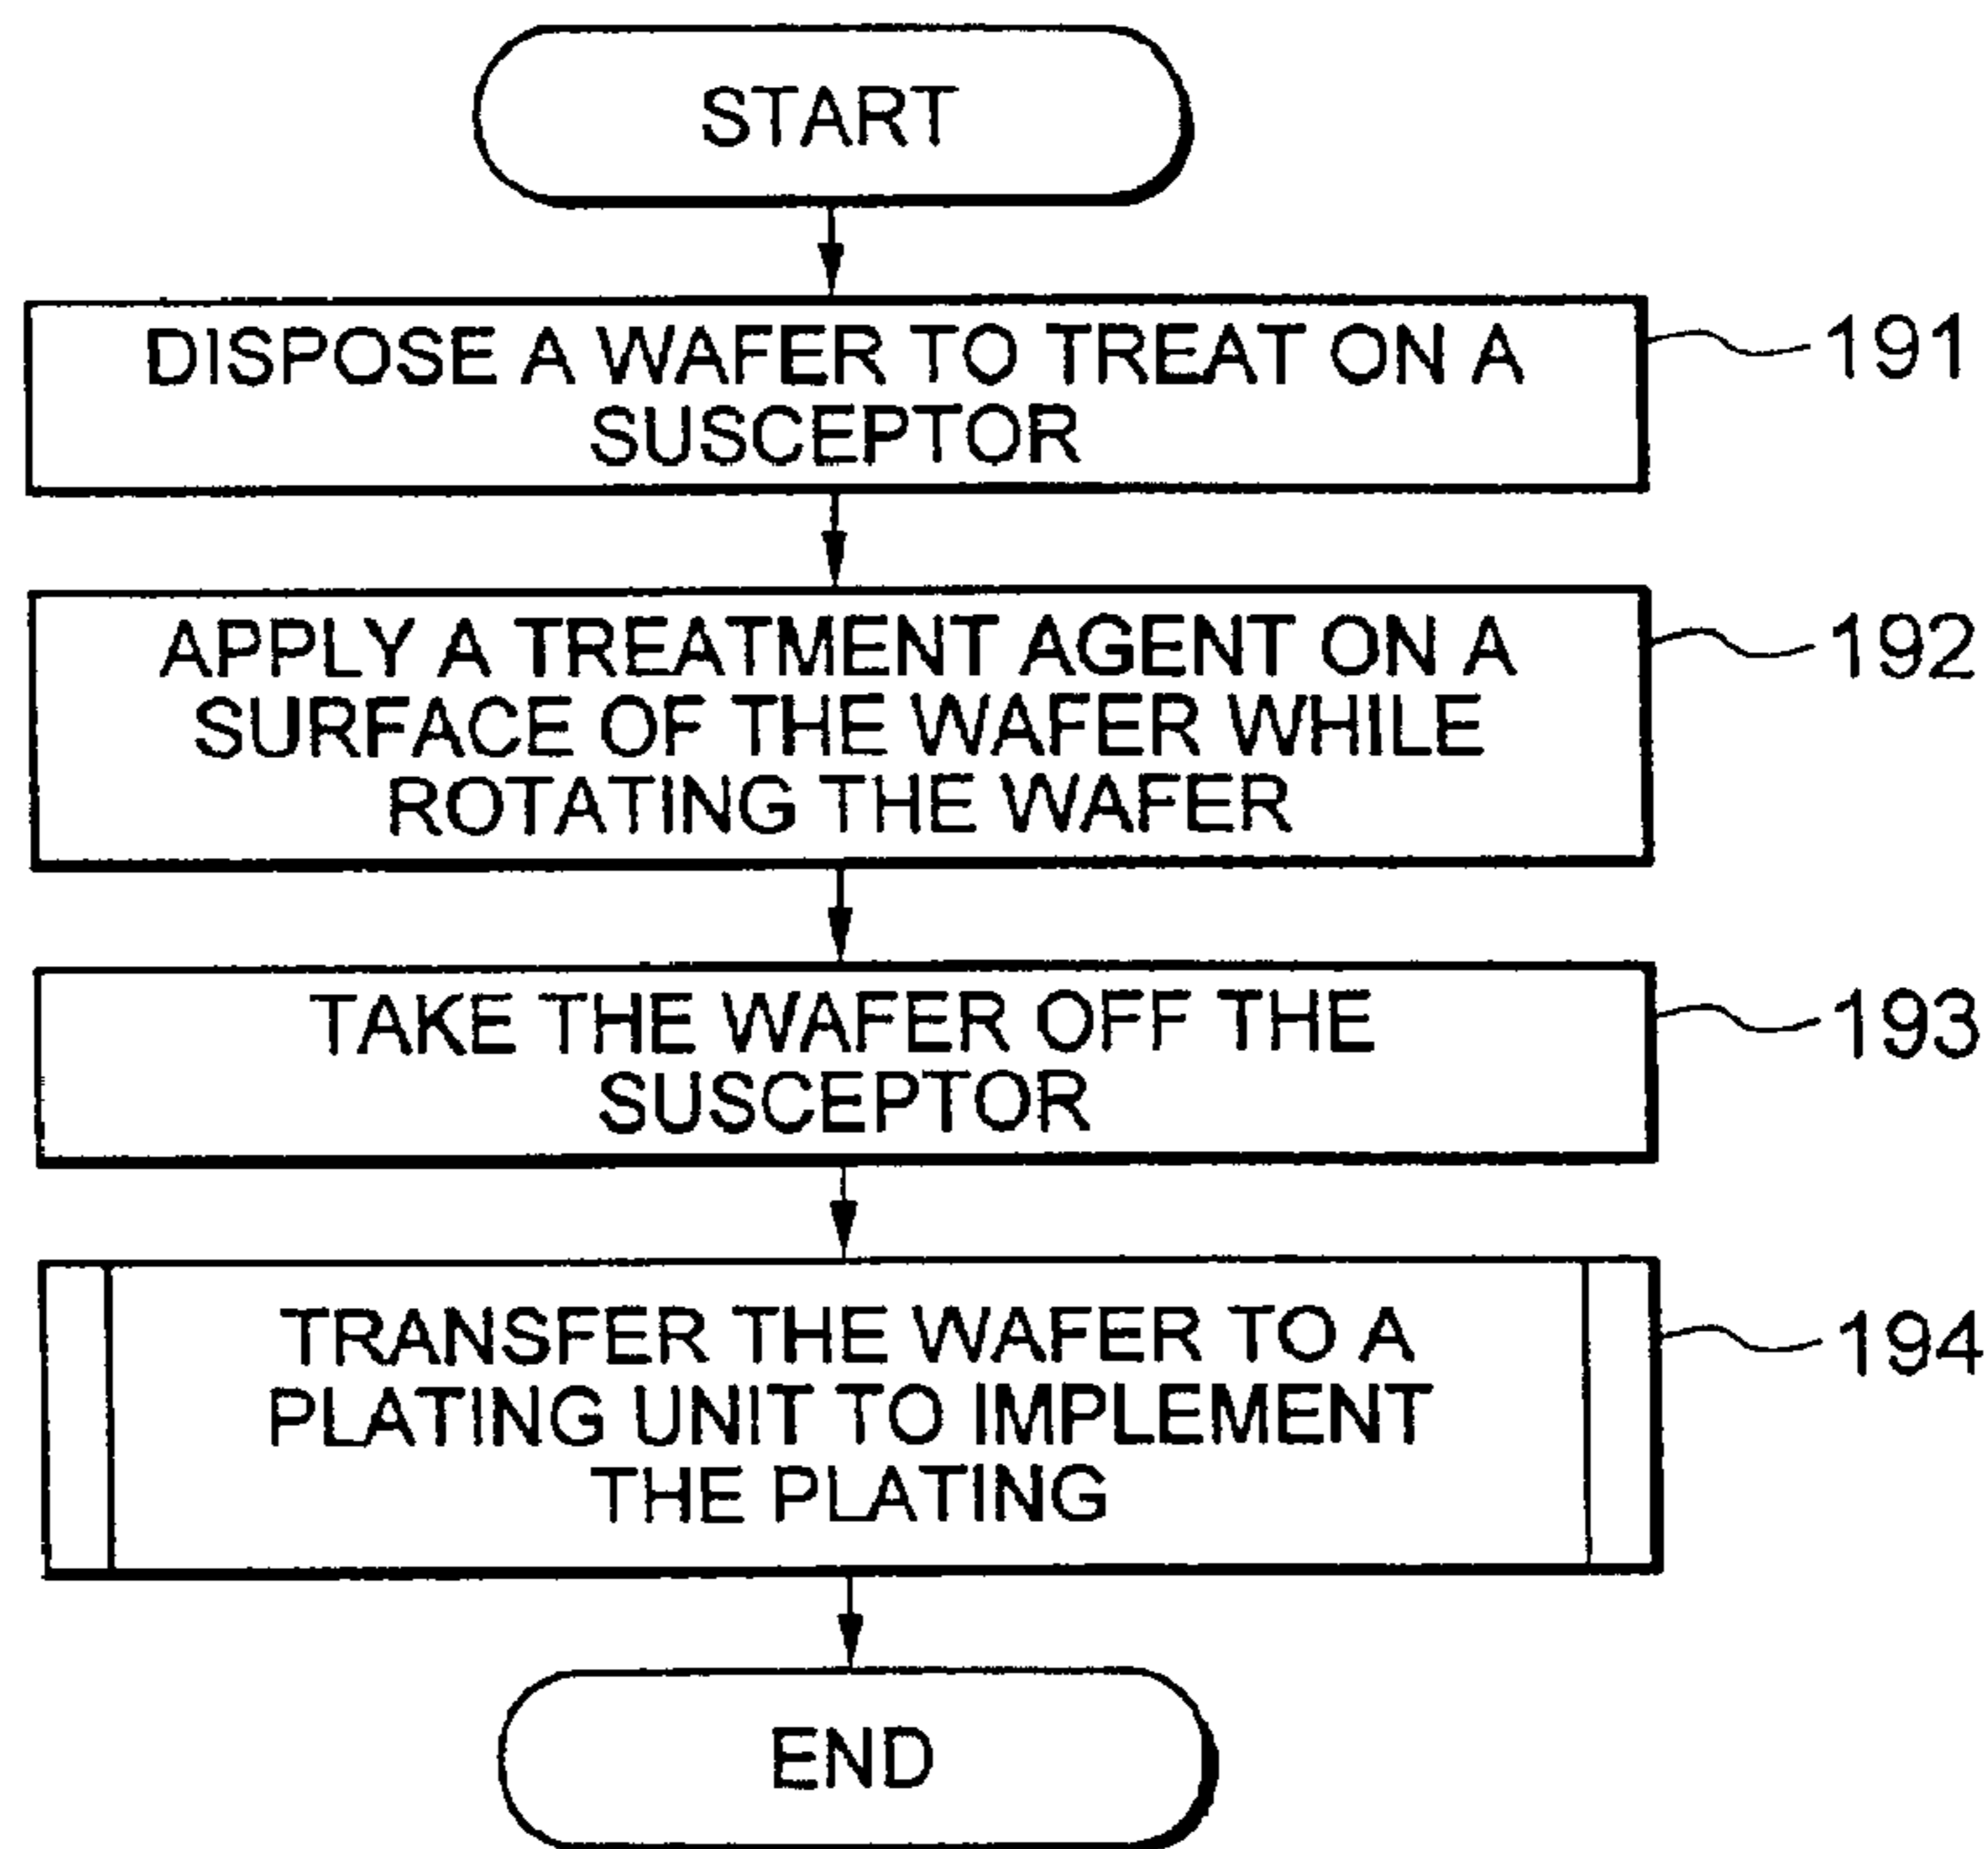 START
DISPOSE A WAFER TO TREAT ON A
SUSCEPTOR
191
APPLY A TREATMENT AGENT ON A
SURFACE OF THE WAFER WHILE
ROTATING THE WAFER
192
TAKE THE WAFER OFF THE
SUSCEPTOR
193
TRANSFER THE WAFER TO A
PLATING UNIT TO IMPLEMENT
THE PLATING
194
END